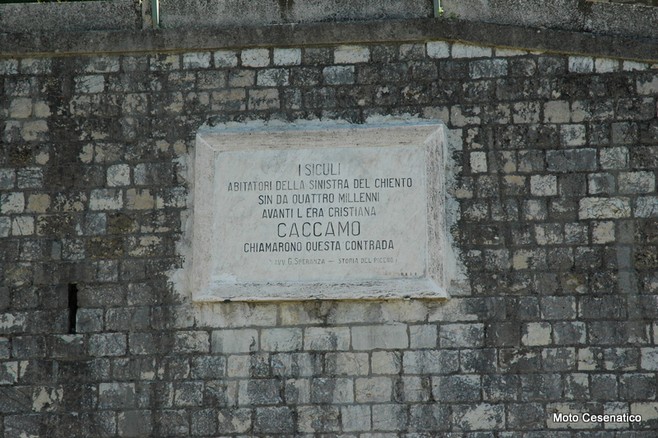 I SICULI
ABITATORI DELLA SINISTRA DEL CHIENTO
SIN DA QUATTRO MILLENNI
AVANTI L ERA CRISTIANA
CACCAMO
CHIAMARONO QUESTA CONTRADA
G. SPERANZA — STORIA DEL PICENO
Moto Cesenatico